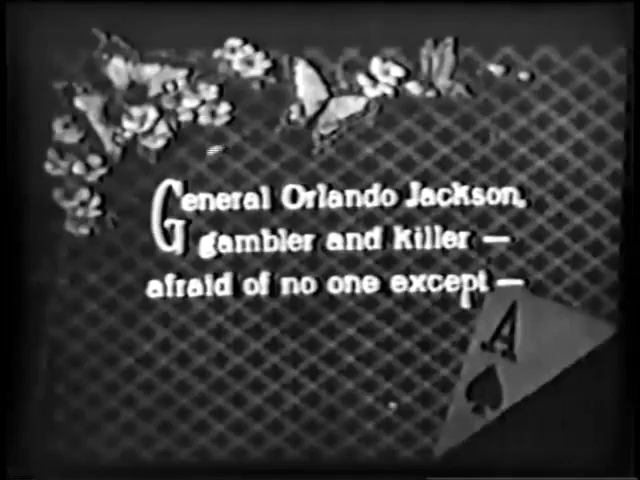 General Orlando Jackson,
gambler and killer —
afraid of no one except —
A